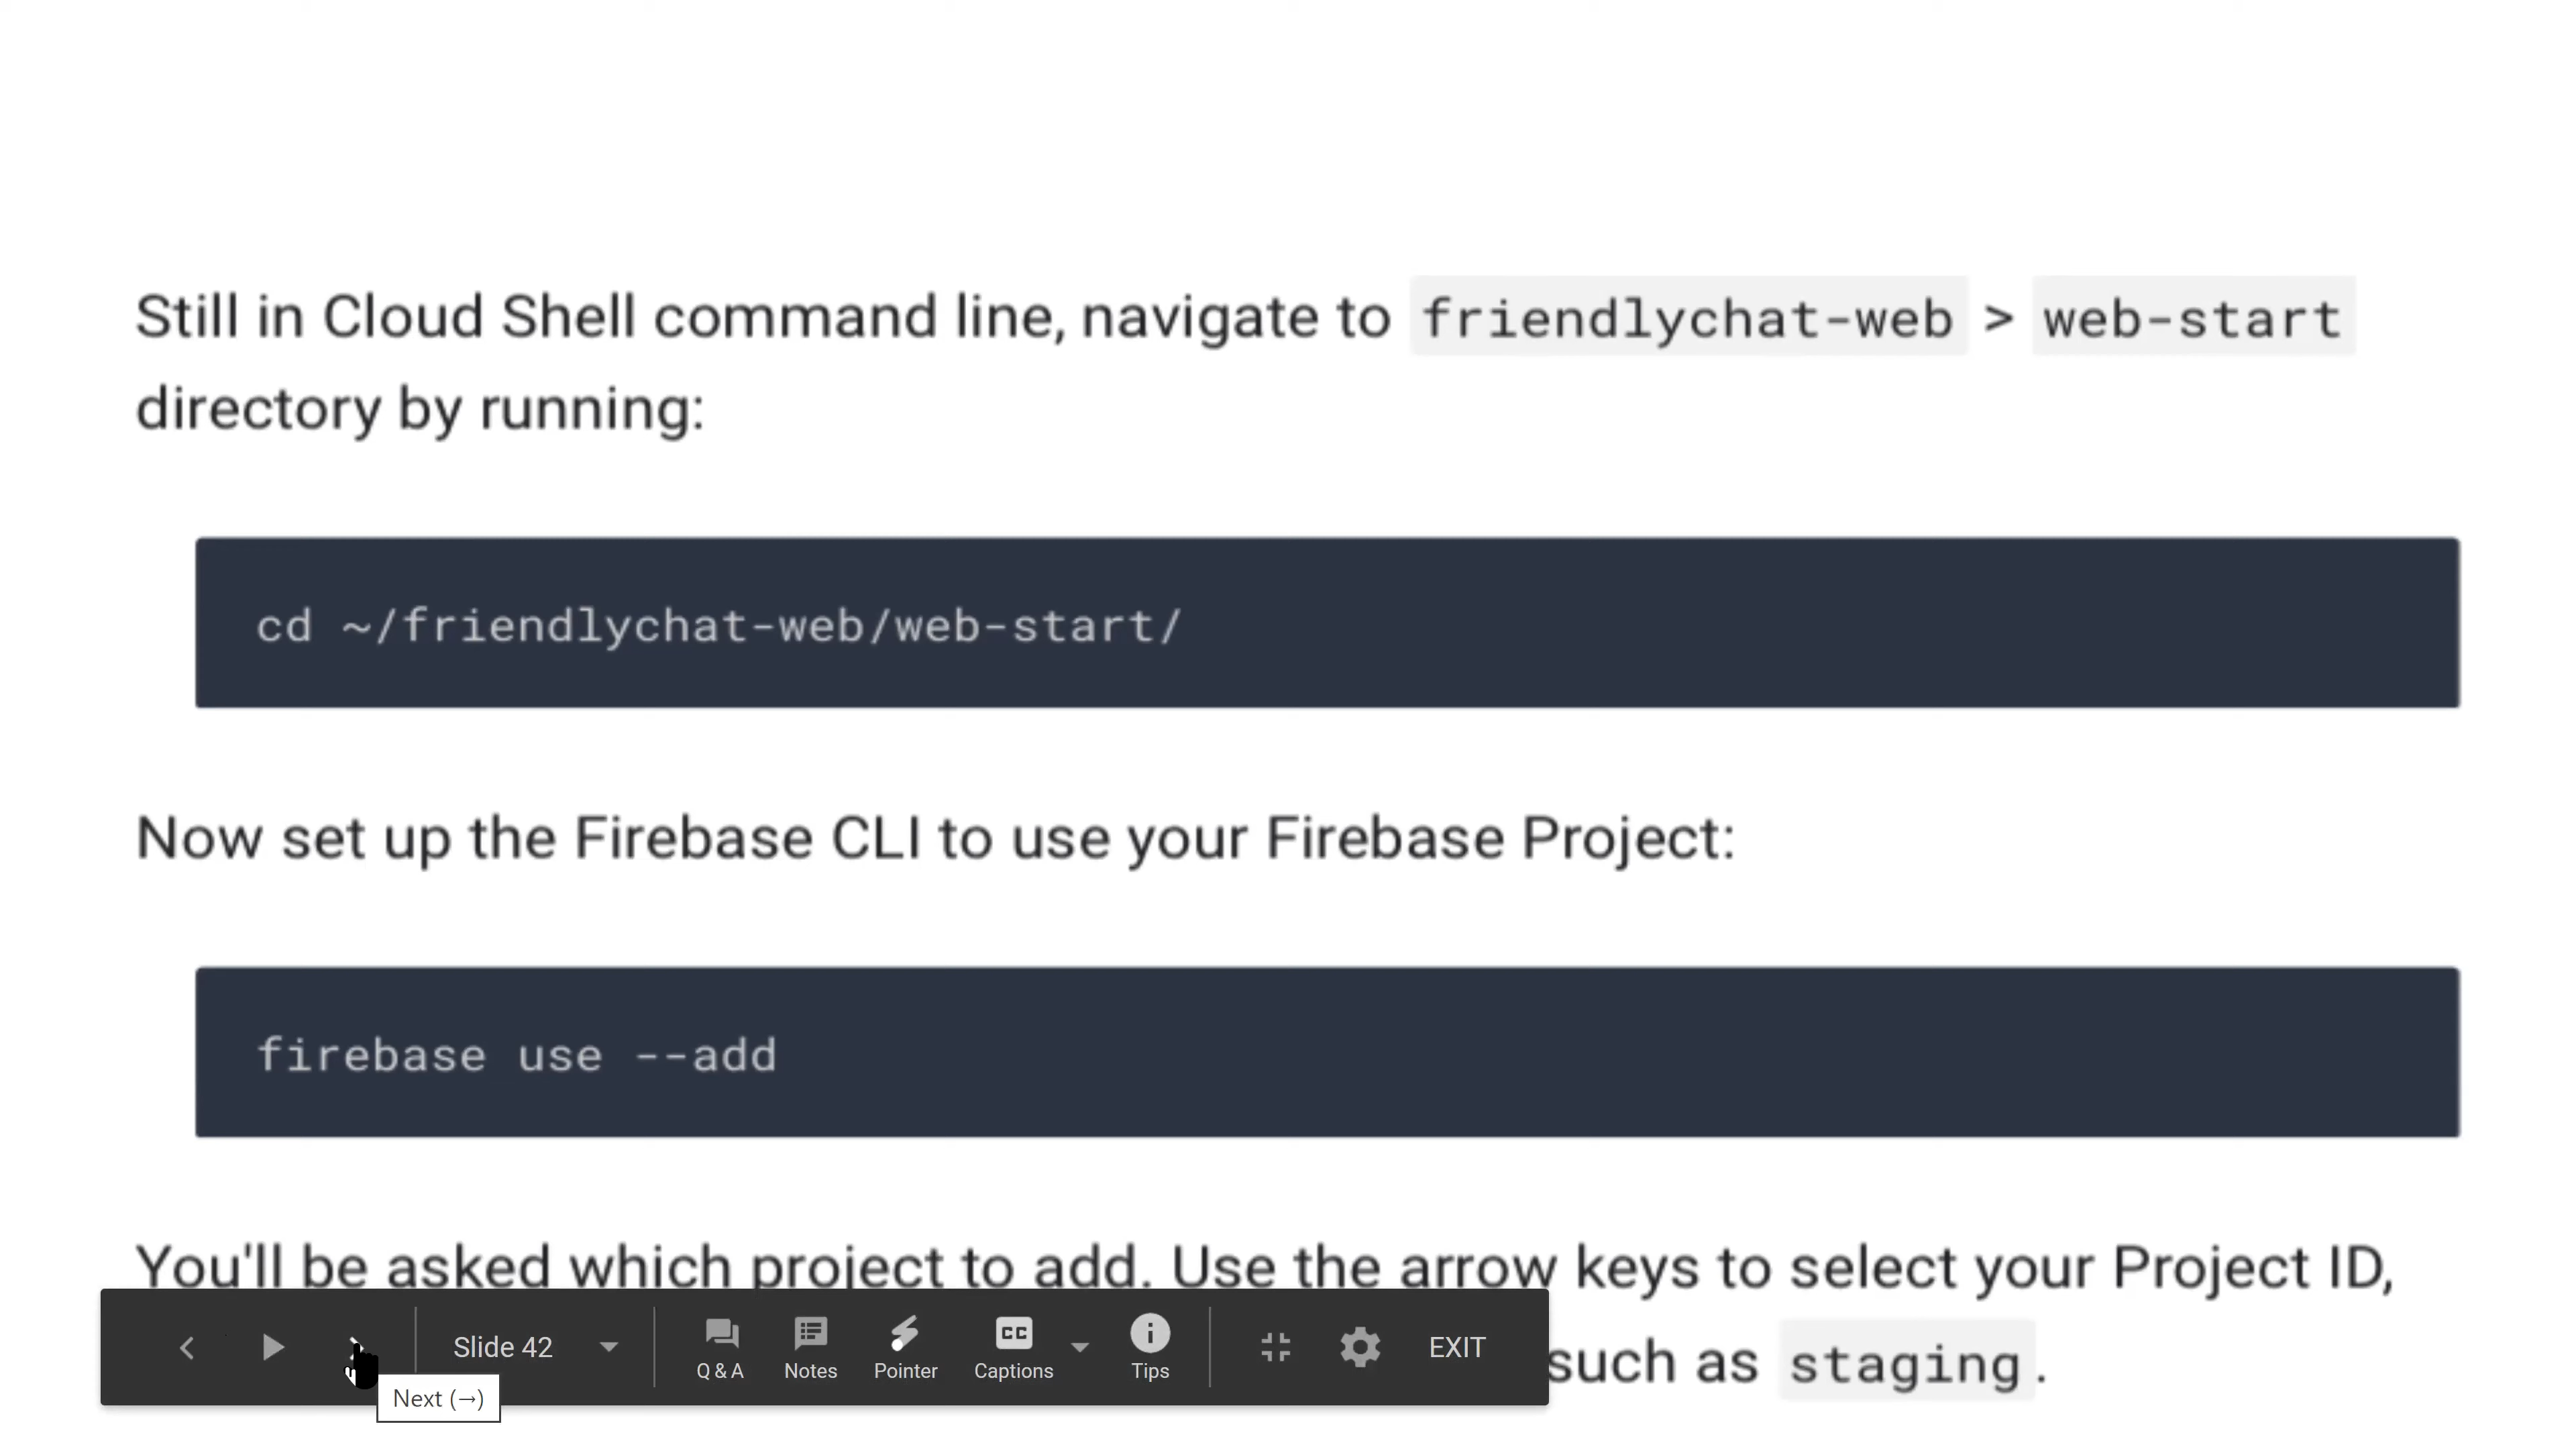 Still in Cloud Shell command line, navigate to friendlychat-web > web-start
directory by running:
cd ~/friendlychat-web/web-start/
Now set up the Firebase CLI to use your Firebase Project:
firebase use --add
You'll be asked which project to add. Use the arrow keys to select your Project ID,
such as staging.
Slide 42
Q & A
Notes
Pointer
CC
Captions
Tips
EXIT
Next (→)